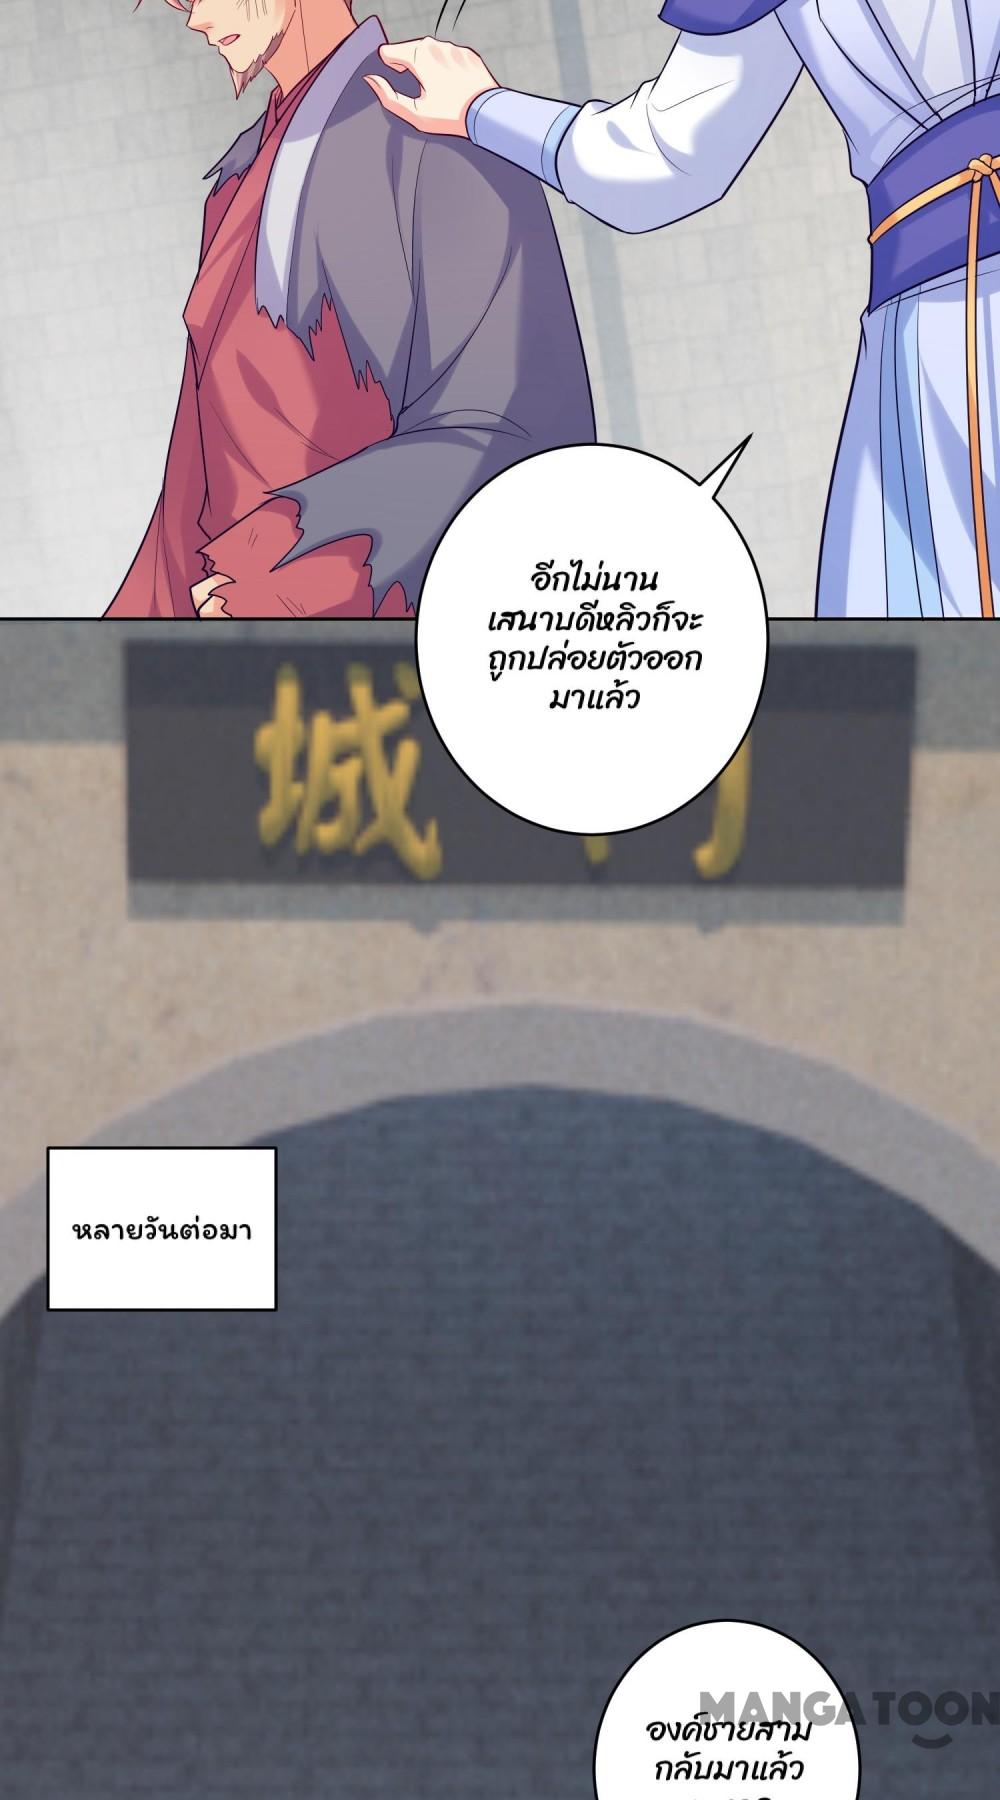 อีกไม่นาน
เสนาบดีหลิวก็จะ
ถูกปล่อยตัวออก
มาแล้ว
城
หลายวันต่อมา
MANGATOON
องค์ชายสาม
กลับมาแล้ว